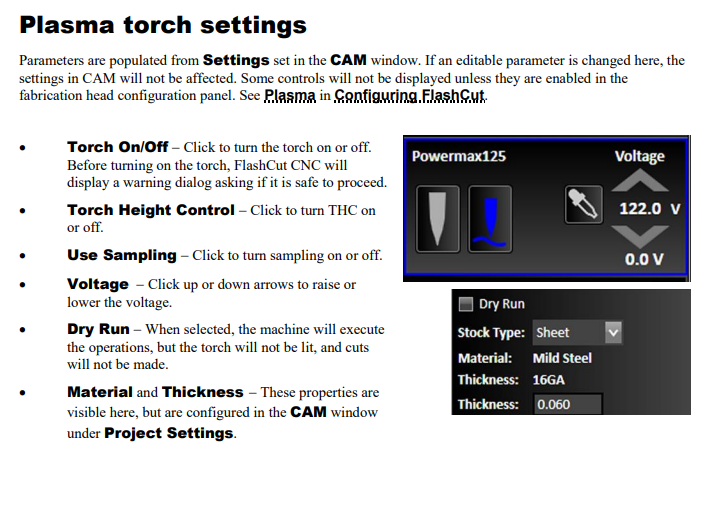 Plasma torch settings
Parameters are populated from Settings set in the CAM window. If an editable parameter is changed here, the
settings in CAM will not be affected. Some controls will not be displayed unless they are enabled in the
fabrication head configuration panel. See Plasma in Configuring FlashCut.
• Torch On/Off – Click to turn the torch on or off.
Before turning on the torch, FlashCut CNC will
display a warning dialog asking if it is safe to proceed.
• Torch Height Control – Click to turn THC on
or off.
• Use Sampling – Click to turn sampling on or off.
• Voltage – Click up or down arrows to raise or
lower the voltage.
• Dry Run – When selected, the machine will execute
the operations, but the torch will not be lit, and cuts
will not be made.
• Material and Thickness – These properties are
visible here, but are configured in the CAM window
under Project Settings.
Powermax125 Voltage
122.0 V
0.0 V
Dry Run
Stock Type: Sheet
Material: Mild Steel
Thickness: 16GA
Thickness: 0.060